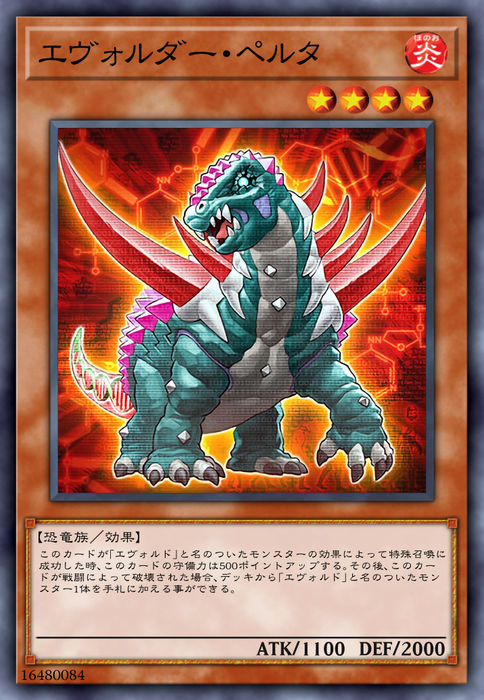 エヴォルダー・ペルタ
ほのお
炎
NN
NN
【恐竜族／効果】
このカードが「エヴォルド」と名のついたモンスターの効果によって特殊召喚に
成功した時、このカードの守備力は500ポイントアップする。その後、このカー
ドが戦闘によって破壊された場合、デッキから「エヴォルド」と名のついたモン
スター1体を手札に加える事ができる。
ATK/1100 DEF/2000
16480084